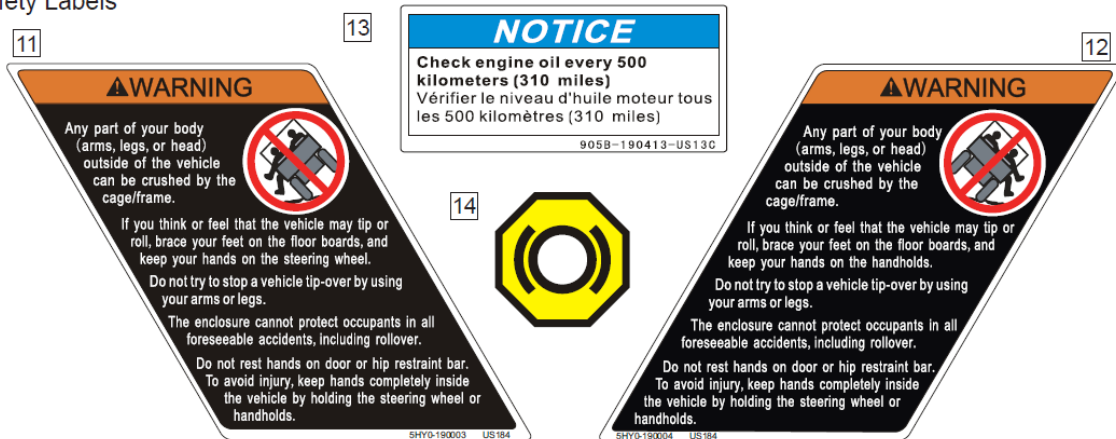 ety Labels
11
⚠WARNING
Any part of your body
(arms, legs, or head)
outside of the vehicle
can be crushed by the
cage/frame.
If you think or feel that the vehicle may tip or
roll, brace your feet on the floor boards, and
keep your hands on the steering wheel.
Do not try to stop a vehicle tip-over by using
your arms or legs.
The enclosure cannot protect occupants in all
foreseeable accidents, including rollover.
Do not rest hands on door or hip restraint bar.
To avoid injury, keep hands completely inside
the vehicle by holding the steering wheel or
handholds.
5HY0-190003 US184
13
NOTICE
Check engine oil every 500
kilometers (310 miles)
Vérifier le niveau d'huile moteur tous
les 500 kilomètres (310 miles)
905B-190413-US13C
14
12
⚠WARNING
Any part of your body
(arms, legs, or head)
outside of the vehicle
can be crushed by the
cage/frame.
If you think or feel that the vehicle may tip or
roll, brace your feet on the floor boards, and
keep your hands on the handholds.
Do not try to stop a vehicle tip-over by using
your arms or legs.
The enclosure cannot protect occupants in all
foreseeable accidents, including rollover.
Do not rest hands on door or hip restraint bar.
To avoid injury, keep hands completely inside
the vehicle by holding the steering wheel or
handholds.
5HY0-190004 US184